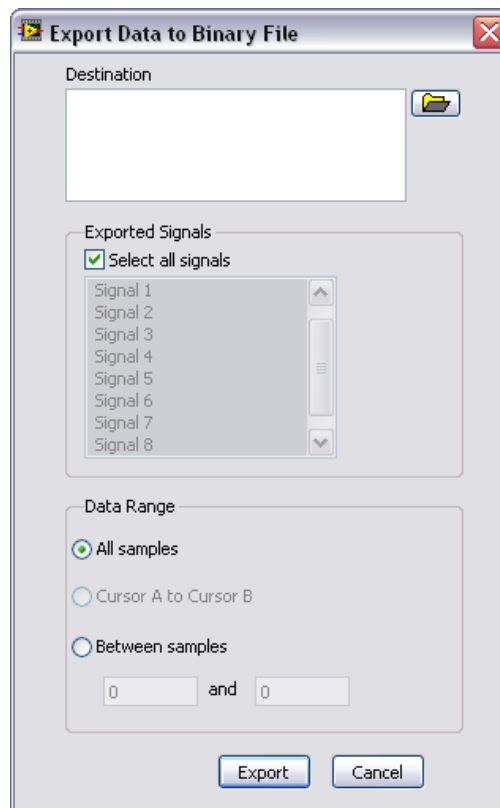 Export Data to Binary File
Destination
Exported Signals
Select all signals
Signal 1
Signal 2
Signal 3
Signal 4
Signal 5
Signal 6
Signal 7
Signal 8
Data Range
All samples
Cursor A to Cursor B
Between samples
0 and 0
Export Cancel